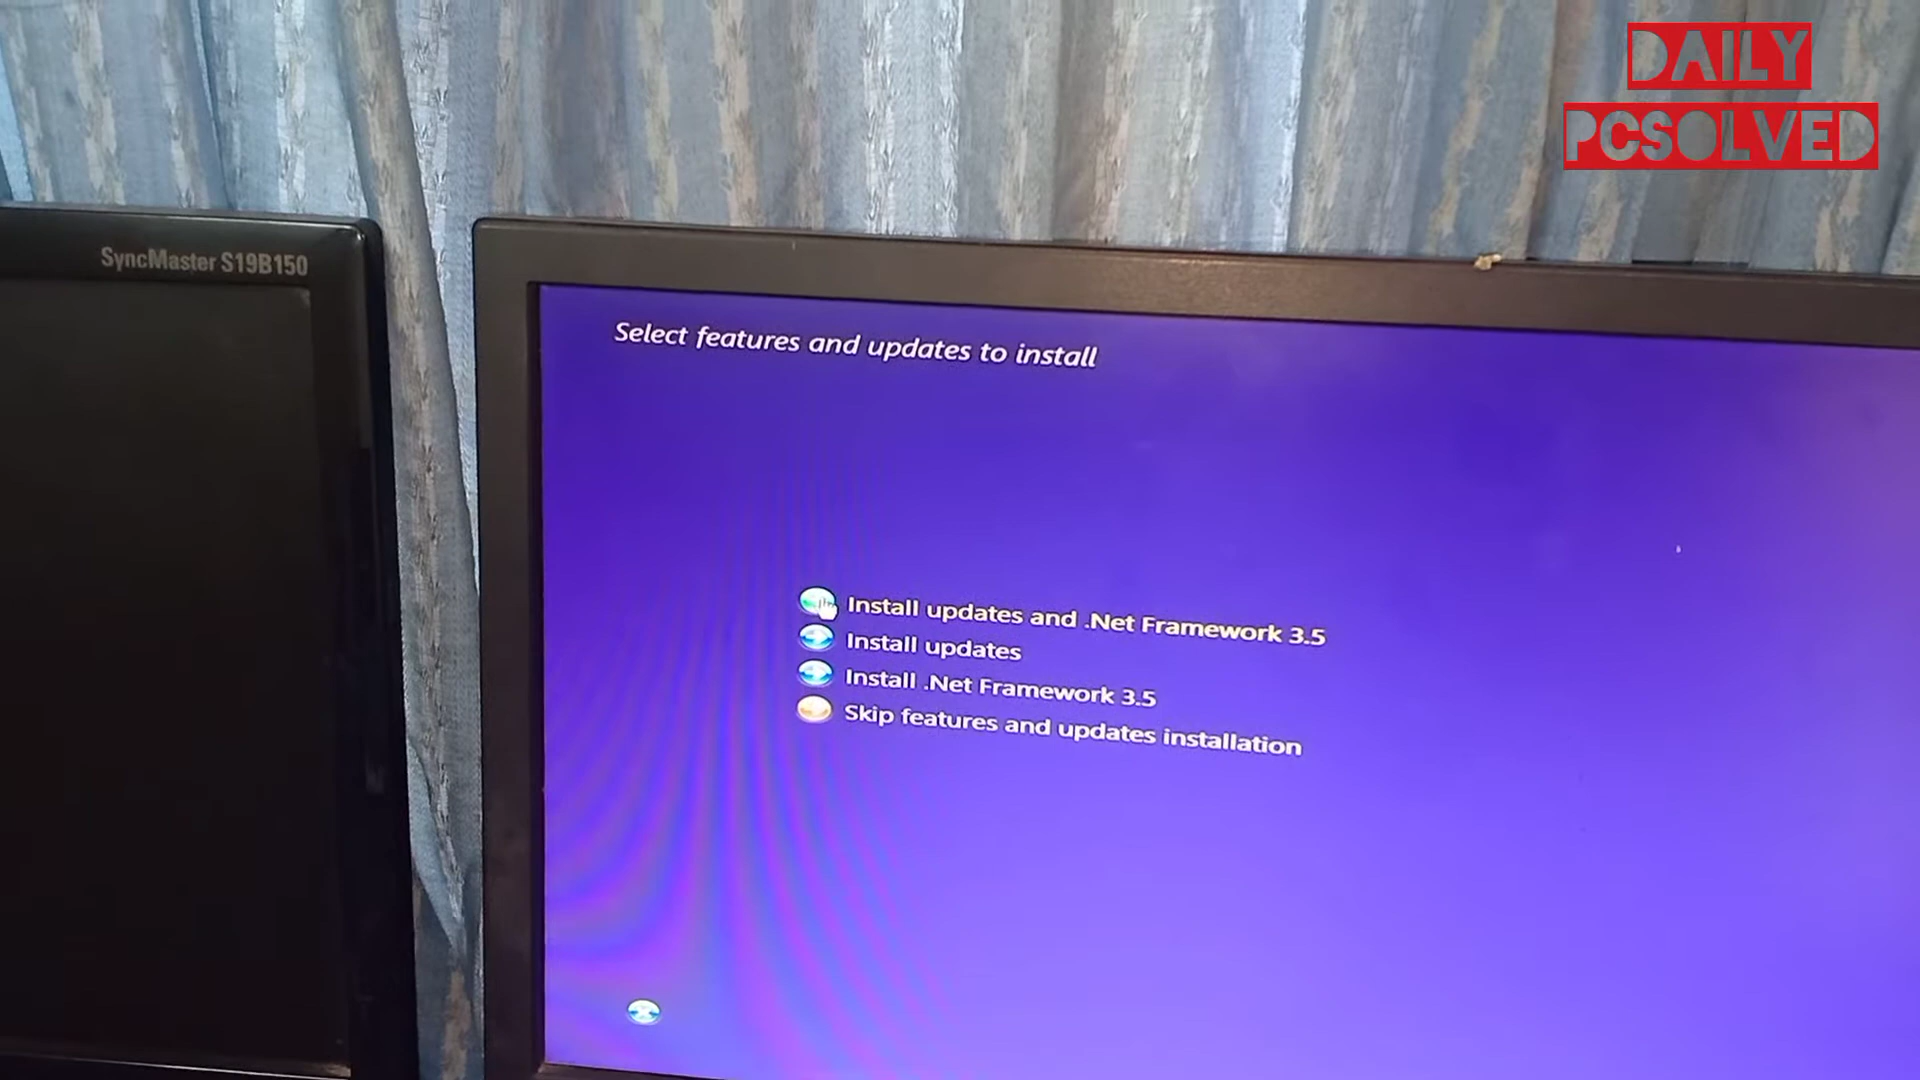 DAILY
PCSOLVED
SyncMaster S19B150
Select features and updates to install
Install updates and .Net Framework 3.5
Install updates
Install .Net Framework 3.5
Skip features and updates installation